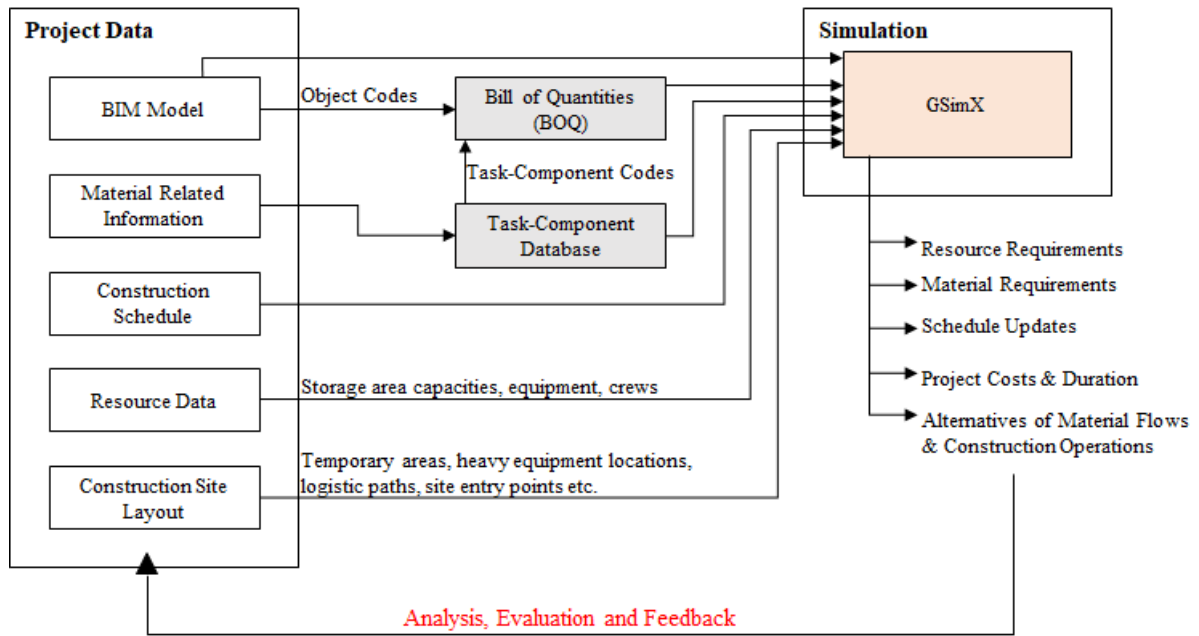 Project Data
BIM Model
Material Related
Information
Construction
Schedule
Resource Data
Construction Site
Layout
Object Codes
Bill of Quantities
(BOQ)
Task-Component Codes
Task-Component
Database
Storage area capacities, equipment, crews
Temporary areas, heavy equipment locations,
logistic paths, site entry points etc.
Simulation
GSimX
Resource Requirements
Material Requirements
Schedule Updates
Project Costs & Duration
Alternatives of Material Flows
& Construction Operations
Analysis, Evaluation and Feedback